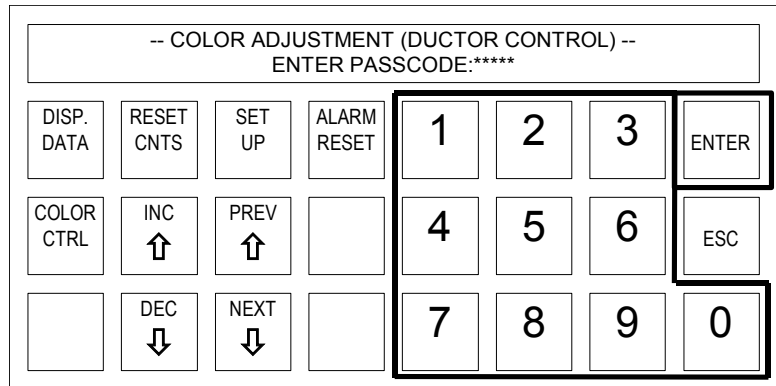 -- COLOR ADJUSTMENT (DUCTOR CONTROL) --
ENTER PASSCODE:*****
DISP.
DATA
RESET
CNTS
SET
UP
ALARM
RESET
1
2
3
ENTER
COLOR
CTRL
INC
⇧
PREV
⇧
4
5
6
ESC
DEC
⇩
NEXT
⇩
7
8
9
0